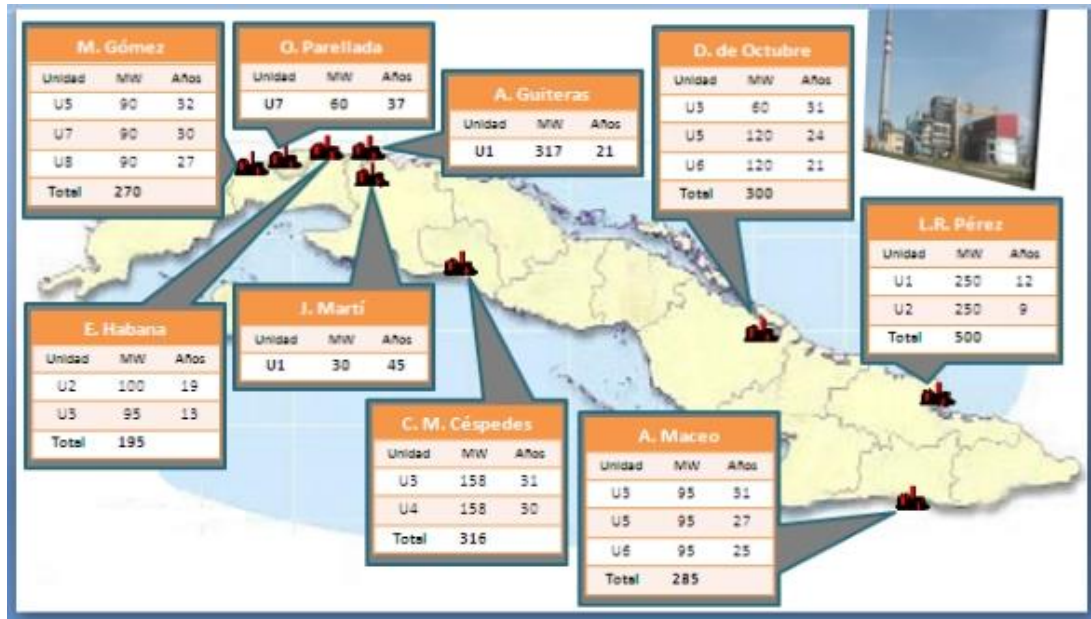 M. Gómez
Unidad MW Años
U5 90 32
U7 90 30
U8 90 27
Total 270
O. Parellada
Unidad MW Años
U7 60 37
A. Guiteras
Unidad MW Años
U1 317 21
D. de Octubre
Unidad MW Años
U3 60 31
U5 120 24
U6 120 21
Total 300
L.R. Pérez
Unidad MW Años
U1 250 12
U2 250 9
Total 500
E. Habana
Unidad MW Años
U2 100 19
U3 95 13
Total 195
J. Martí
Unidad MW Años
U1 30 45
C. M. Céspedes
Unidad MW Años
U3 158 31
U4 158 30
Total 316
A. Maceo
Unidad MW Años
U3 95 31
U5 95 27
U6 95 25
Total 285